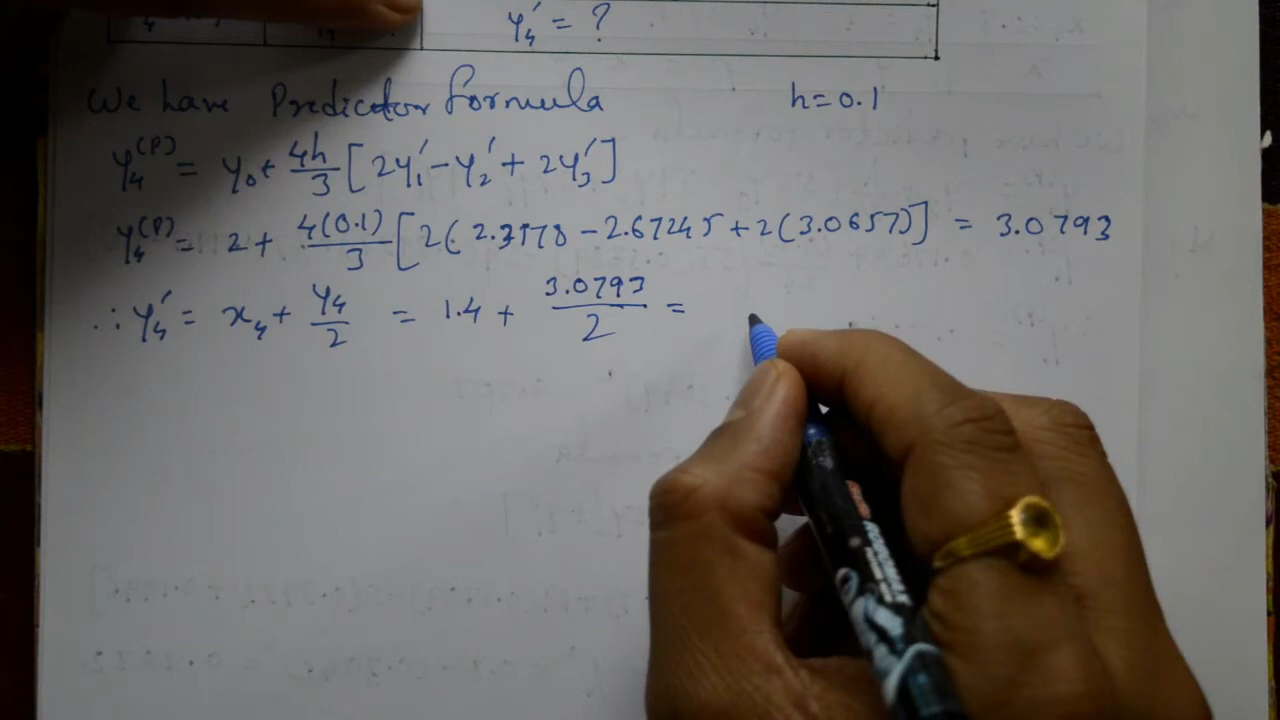 y₄′ = ?
We have Predictor formula h=0.1
y₄⁽ᴾ⁾ = y₀ + 4h/3 [2y₁′ - y₂′ + 2y₃′]
y₄⁽ᴾ⁾ = 2 + 4(0.1)/3 [2(2.3178 - 2.67245 + 2(3.0657)] = 3.0793
∴ y₄′ = x₄ + y₄/2 = 1.4 + 3.0793/2 =